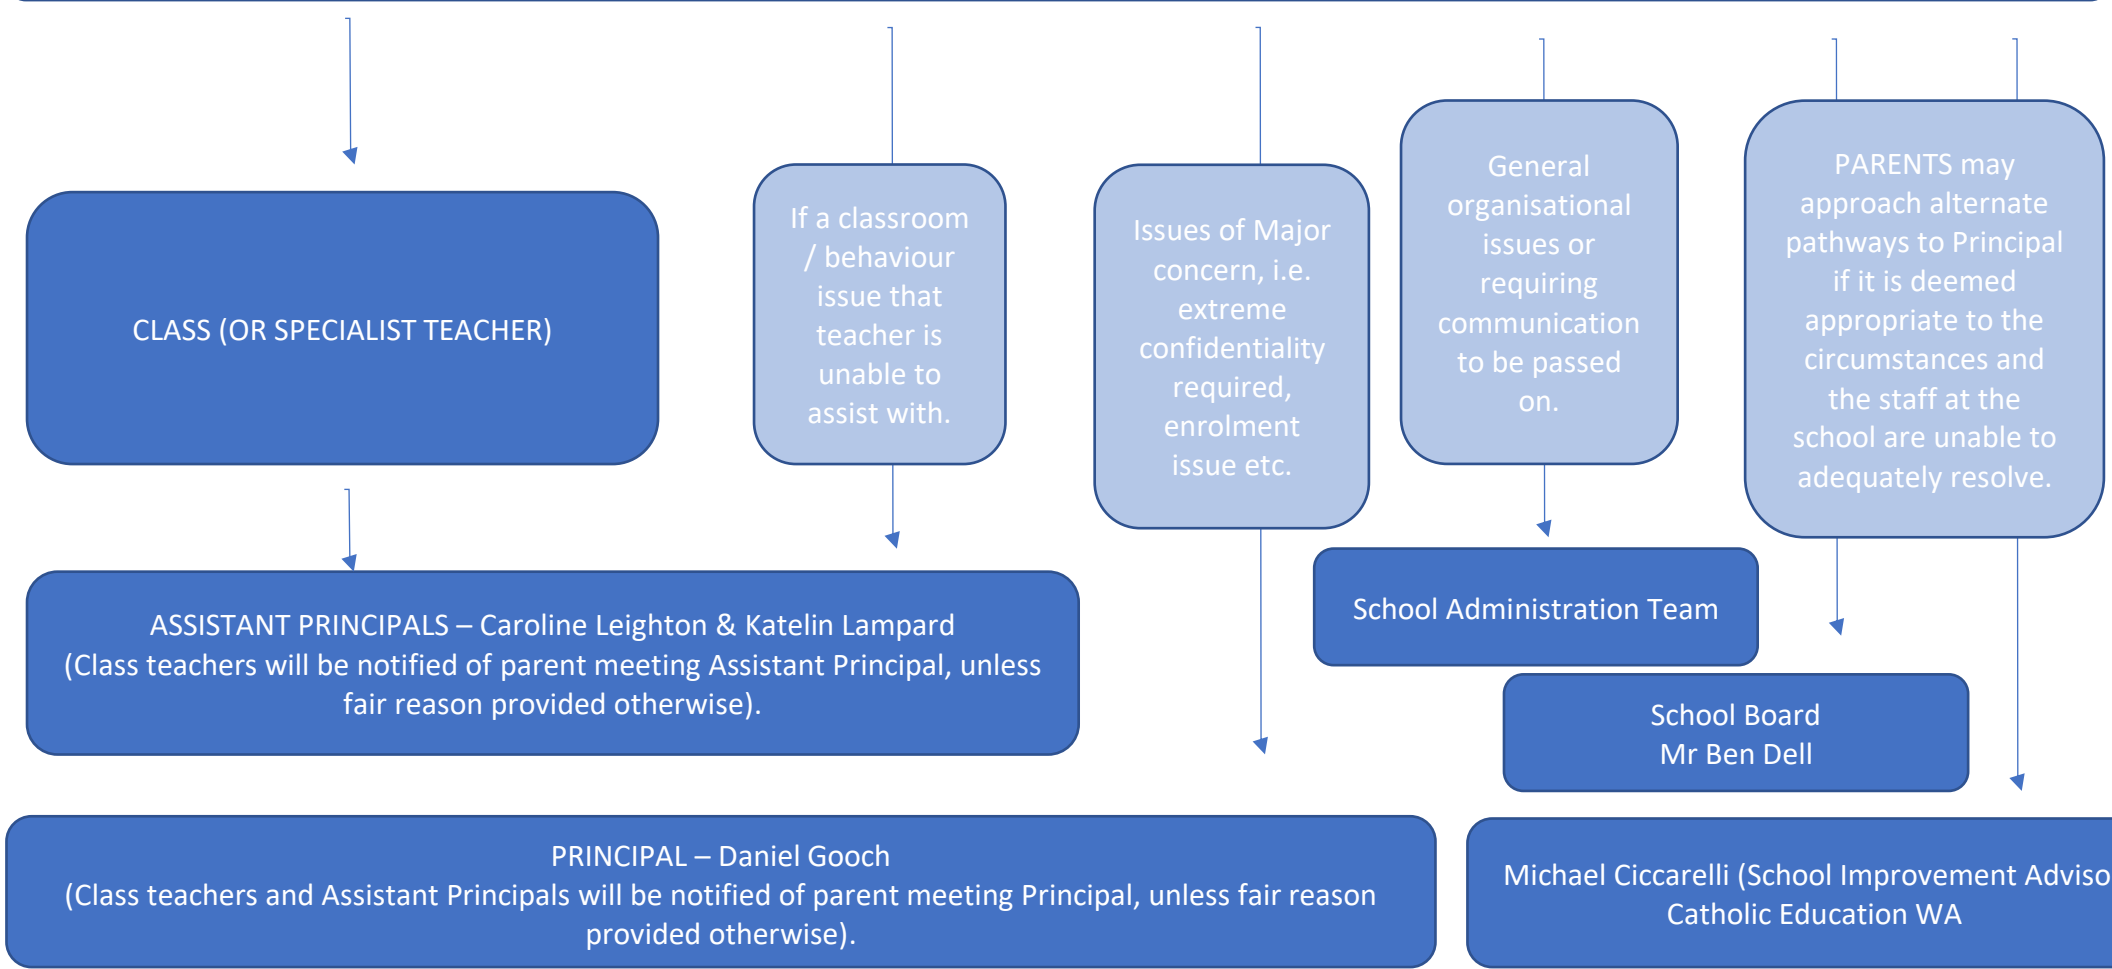 CLASS (OR SPECIALIST TEACHER)
If a classroom
/ behaviour
issue that
teacher is
unable to
assist with.
Issues of Major
concern, i.e.
extreme
confidentiality
required,
enrolment
issue etc.
General
organisational
issues or
requiring
communication
to be passed
on.
PARENTS may
approach alternate
pathways to Principal
if it is deemed
appropriate to the
circumstances and
the staff at the
school are unable to
adequately resolve.
ASSISTANT PRINCIPALS – Caroline Leighton & Katelin Lampard
(Class teachers will be notified of parent meeting Assistant Principal, unless
fair reason provided otherwise).
School Administration Team
School Board
Mr Ben Dell
PRINCIPAL – Daniel Gooch
(Class teachers and Assistant Principals will be notified of parent meeting Principal, unless fair reason
provided otherwise).
Michael Ciccarelli (School Improvement Adviso
Catholic Education WA